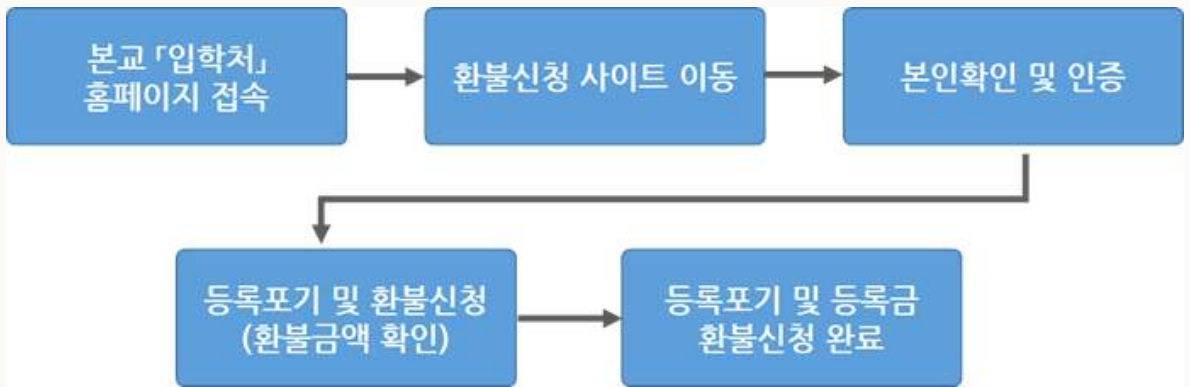 본교 「입학처」
홈페이지 접속
환불신청 사이트 이동
본인확인 및 인증
등록포기 및 환불신청
(환불금액 확인)
등록포기 및 등록금
환불신청 완료